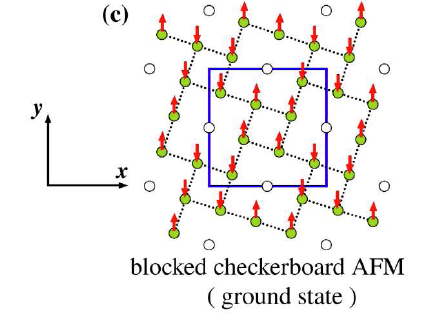 (c)
y
x
blocked checkerboard AFM
( ground state )